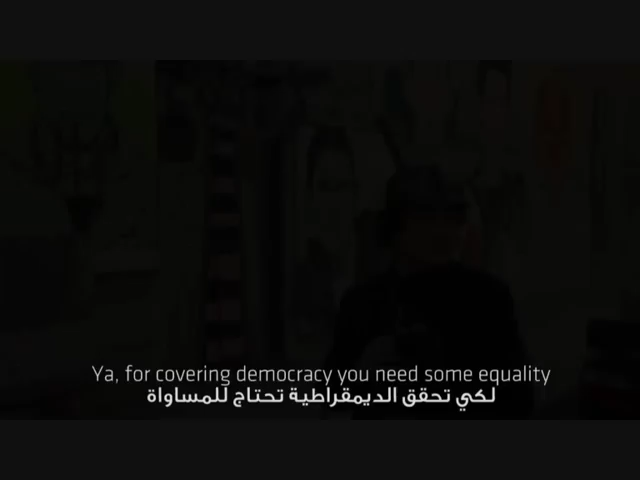 Ya, for covering democracy you need some equality
لكي تحقق الديمقراطية تحتاج للمساواة